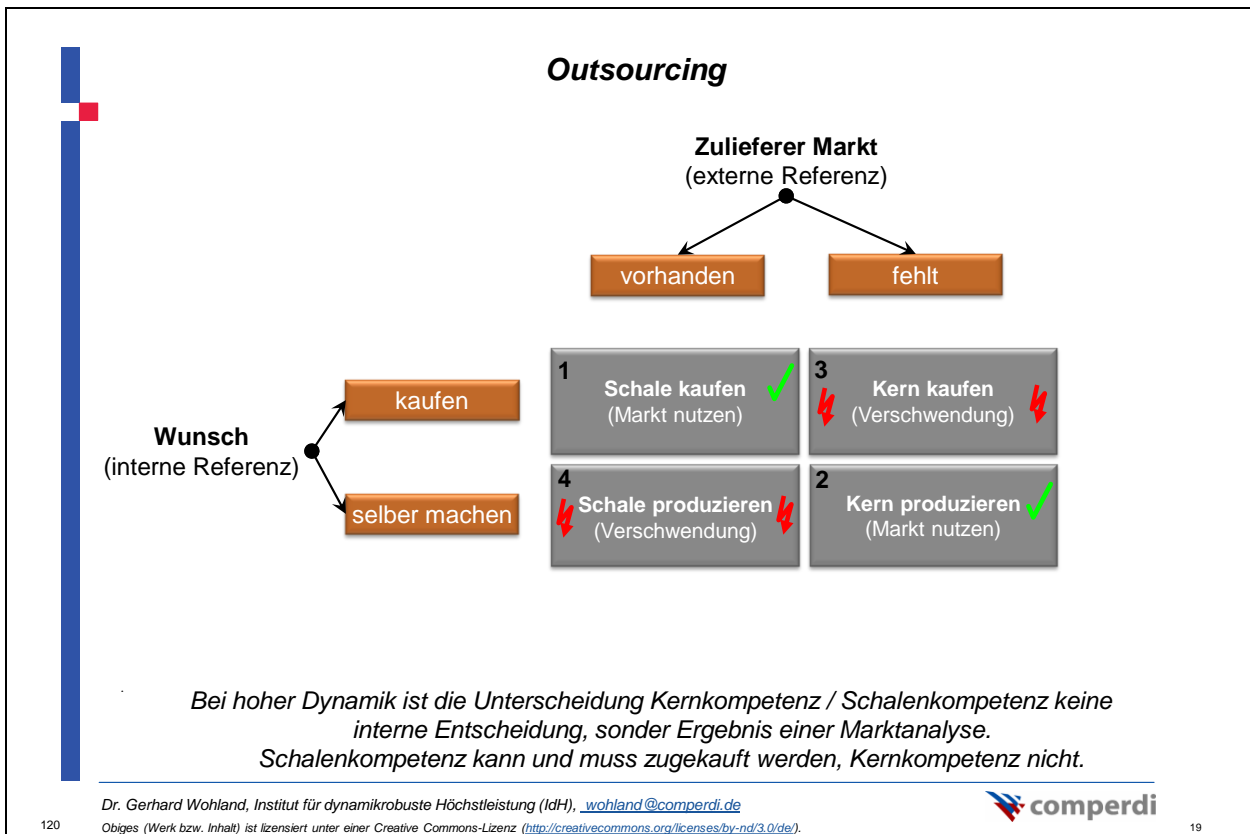 Outsourcing
Zulieferer Markt
(externe Referenz)
vorhanden
fehlt
Wunsch
(interne Referenz)
kaufen
selber machen
1
Schale kaufen
(Markt nutzen)
3
Kern kaufen
(Verschwendung)
4
Schale produzieren
(Verschwendung)
2
Kern produzieren
(Markt nutzen)
Bei hoher Dynamik ist die Unterscheidung Kernkompetenz / Schalenkompetenz keine
interne Entscheidung, sonder Ergebnis einer Marktanalyse.
Schalenkompetenz kann und muss zugekauft werden, Kernkompetenz nicht.
Dr. Gerhard Wohland, Institut für dynamikrobuste Höchstleistung (IdH), wohland@comperdi.de
Obiges (Werk bzw. Inhalt) ist lizensiert unter einer Creative Commons-Lizenz (http://creativecommons.org/licenses/by-nd/3.0/de/).
comperdi
120
19